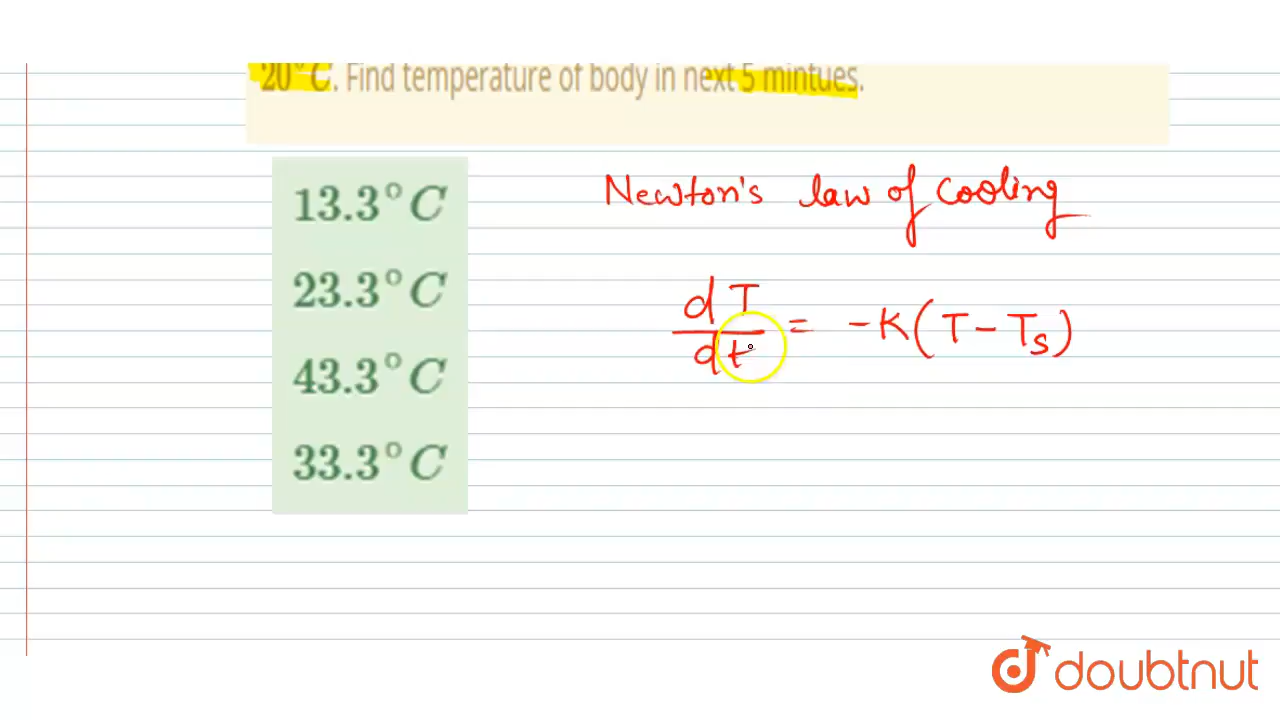 20°C. Find temperature of body in next 5 mintues.
13.3°C
23.3°C
43.3°C
33.3°C
Newton's law of cooling
dT/dt = -K(T-Ts)
doubtnut